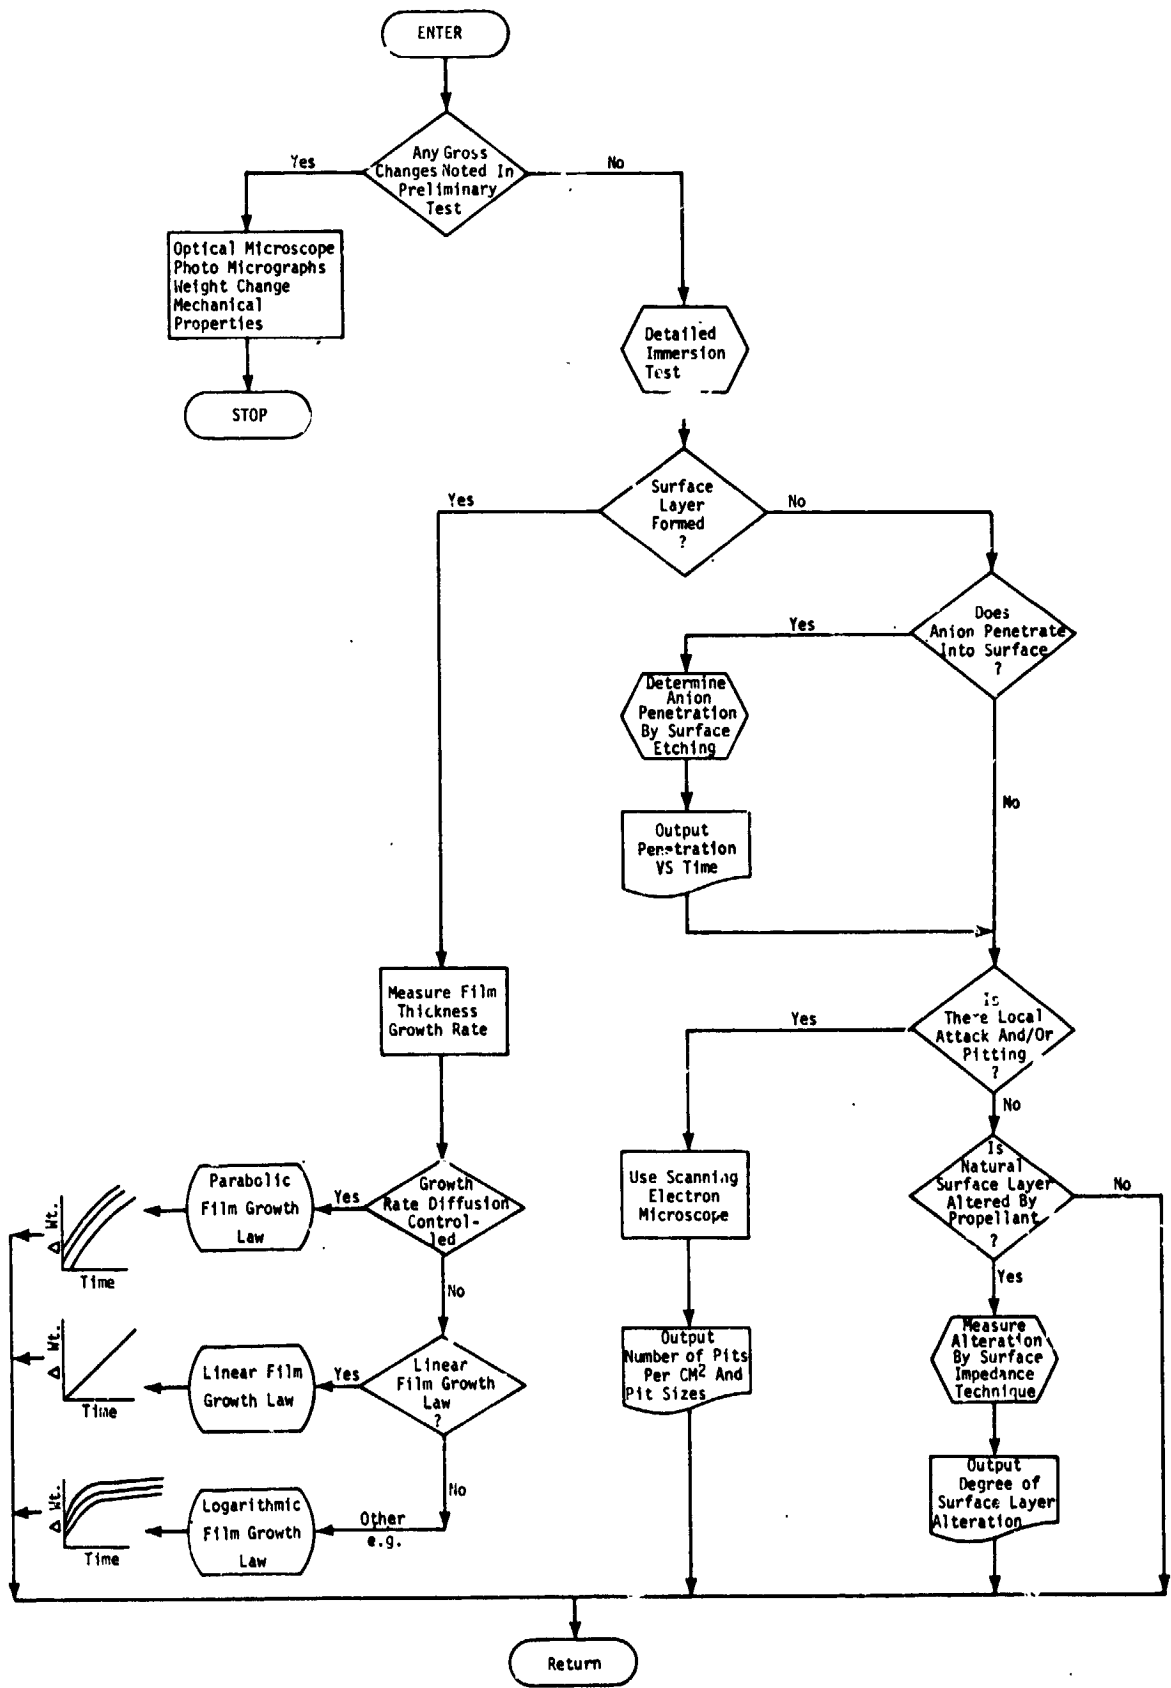 ENTER
Any Gross
Changes Noted In
Preliminary
Test
Yes
No
Optical Microscope
Photo Micrographs
Weight Change
Mechanical
Properties
STOP
Detailed
Immersion
Test
Surface
Layer
Formed
?
Yes
No
Does
Anion Penetrate
Into Surface
?
Yes
No
Determine
Anion
Penetration
By Surface
Etching
Output
Penetration
VS Time
Measure Film
Thickness
Growth Rate
Is
There Local
Attack And/Or
Pitting
?
Yes
No
Use Scanning
Electron
Microscope
Output
Number of Pits
Per CM² And
Pit Sizes
Is
Natural
Surface Layer
Altered By
Propellant
?
No
Yes
Measure
Alteration
By Surface
Impedance
Technique
Output
Degree of
Surface Layer
Alteration
Growth
Rate Diffusion
Control-
led
Yes
No
Parabolic
Film Growth
Law
Δ Wt.
Time
Linear
Film Growth
Law
?
Yes
No
Linear Film
Growth Law
Δ Wt.
Time
Other
e.g.
Logarithmic
Film Growth
Law
Δ Wt.
Time
Return